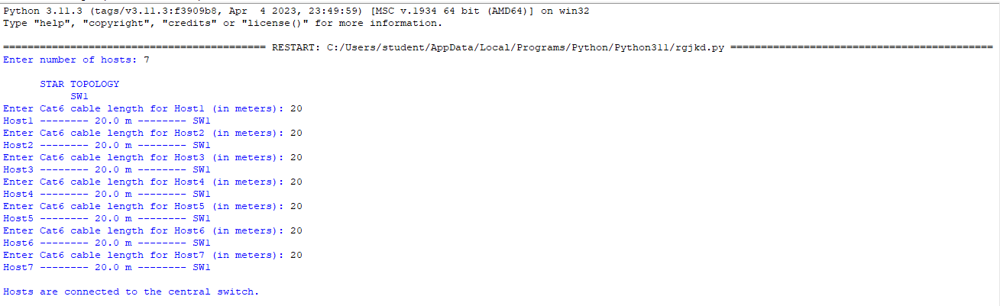 Python 3.11.3 (tags/v3.11.3:f3909b8, Apr  4 2023, 23:49:59) [MSC v.1934 64 bit (AMD64)] on win32
Type "help", "copyright", "credits" or "license()" for more information.
=========================================== RESTART: C:/Users/student/AppData/Local/Programs/Python/Python311/rgjkd.py ===========================================
Enter number of hosts: 7
STAR TOPOLOGY
SW1
Enter Cat6 cable length for Host1 (in meters): 20
Host1 -------- 20.0 m -------- SW1
Enter Cat6 cable length for Host2 (in meters): 20
Host2 -------- 20.0 m -------- SW1
Enter Cat6 cable length for Host3 (in meters): 20
Host3 -------- 20.0 m -------- SW1
Enter Cat6 cable length for Host4 (in meters): 20
Host4 -------- 20.0 m -------- SW1
Enter Cat6 cable length for Host5 (in meters): 20
Host5 -------- 20.0 m -------- SW1
Enter Cat6 cable length for Host6 (in meters): 20
Host6 -------- 20.0 m -------- SW1
Enter Cat6 cable length for Host7 (in meters): 20
Host7 -------- 20.0 m -------- SW1
Hosts are connected to the central switch.